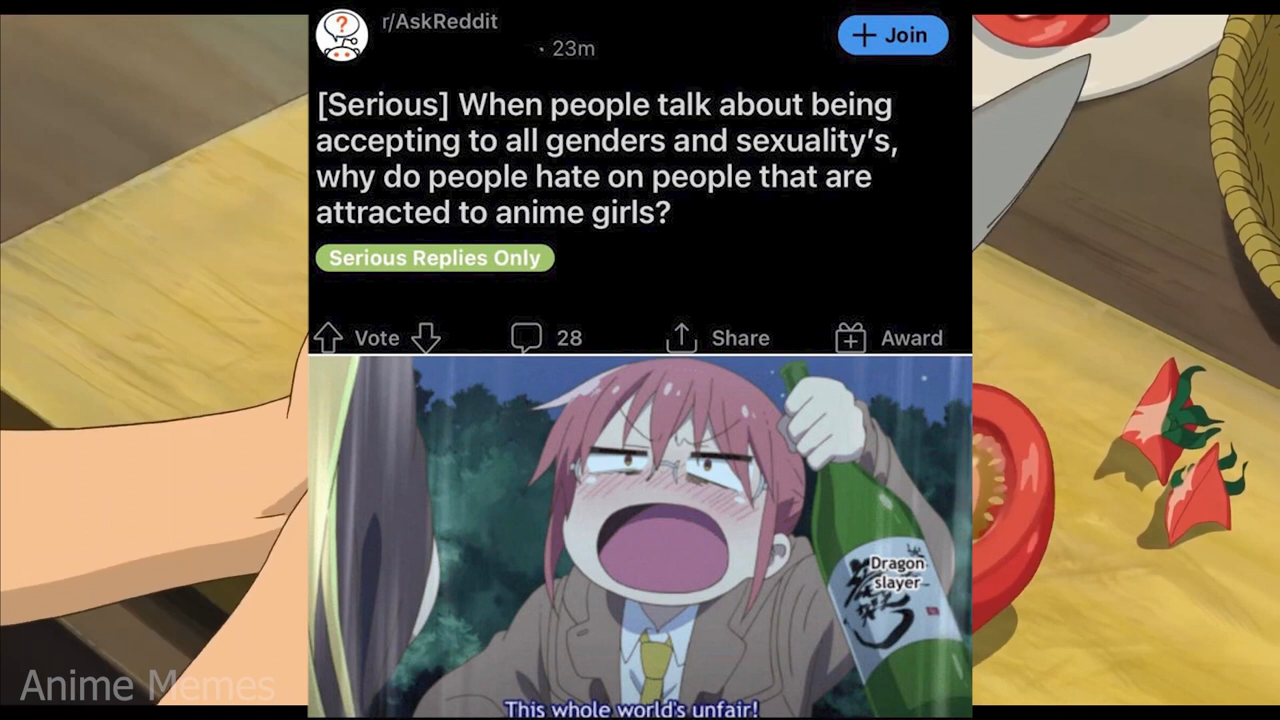 r/AskReddit
· 23m
+ Join
[Serious] When people talk about being
accepting to all genders and sexuality's,
why do people hate on people that are
attracted to anime girls?
Serious Replies Only
Vote
28
Share
Award
Dragon
slayer
This whole world's unfair!
Anime Memes